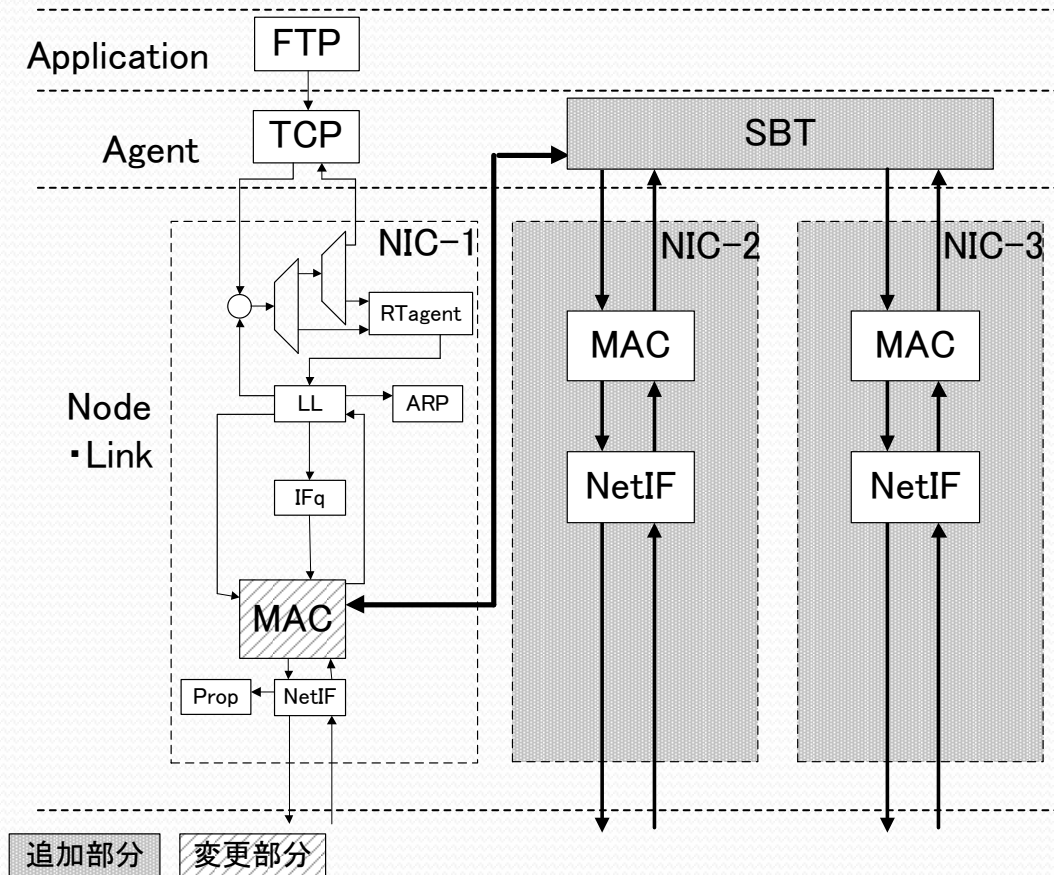 Application
FTP
Agent
TCP
SBT
NIC-1
NIC-2
NIC-3
RTagent
MAC
MAC
Node
・Link
LL
ARP
IFq
NetIF
NetIF
MAC
Prop
NetIF
追加部分
変更部分